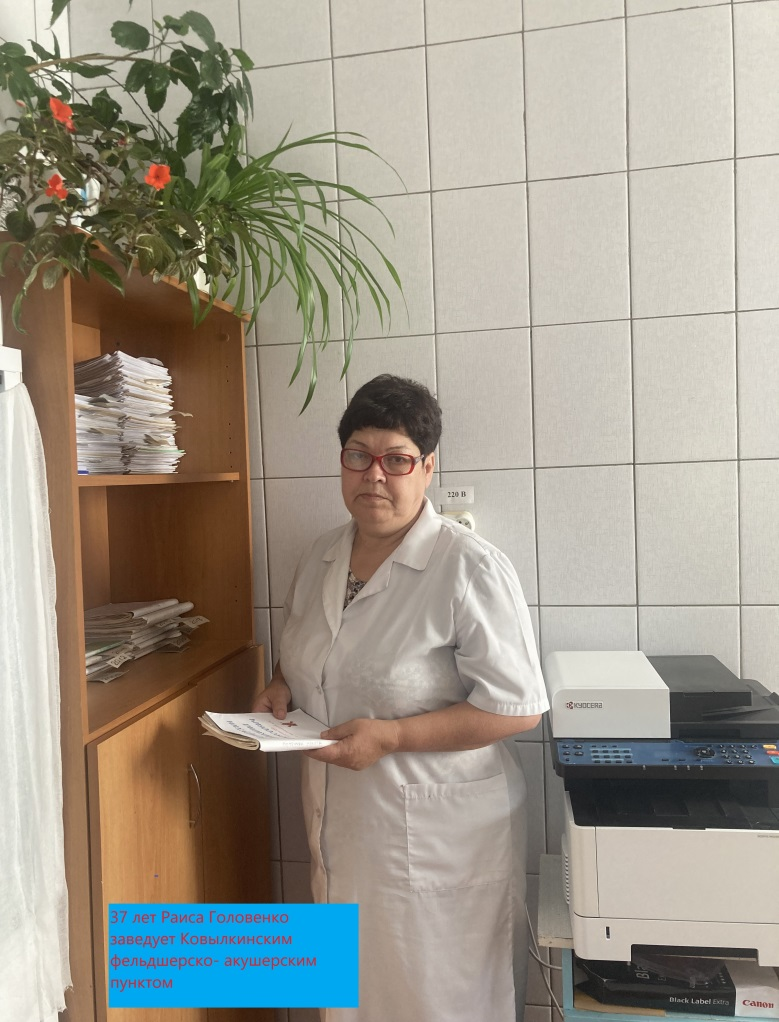 220 В
KYOCERA
Black Label Extra
Canon
37 лет Раиса Головенко
заведует Ковылкинским
фельдшерско- акушерским
пунктом